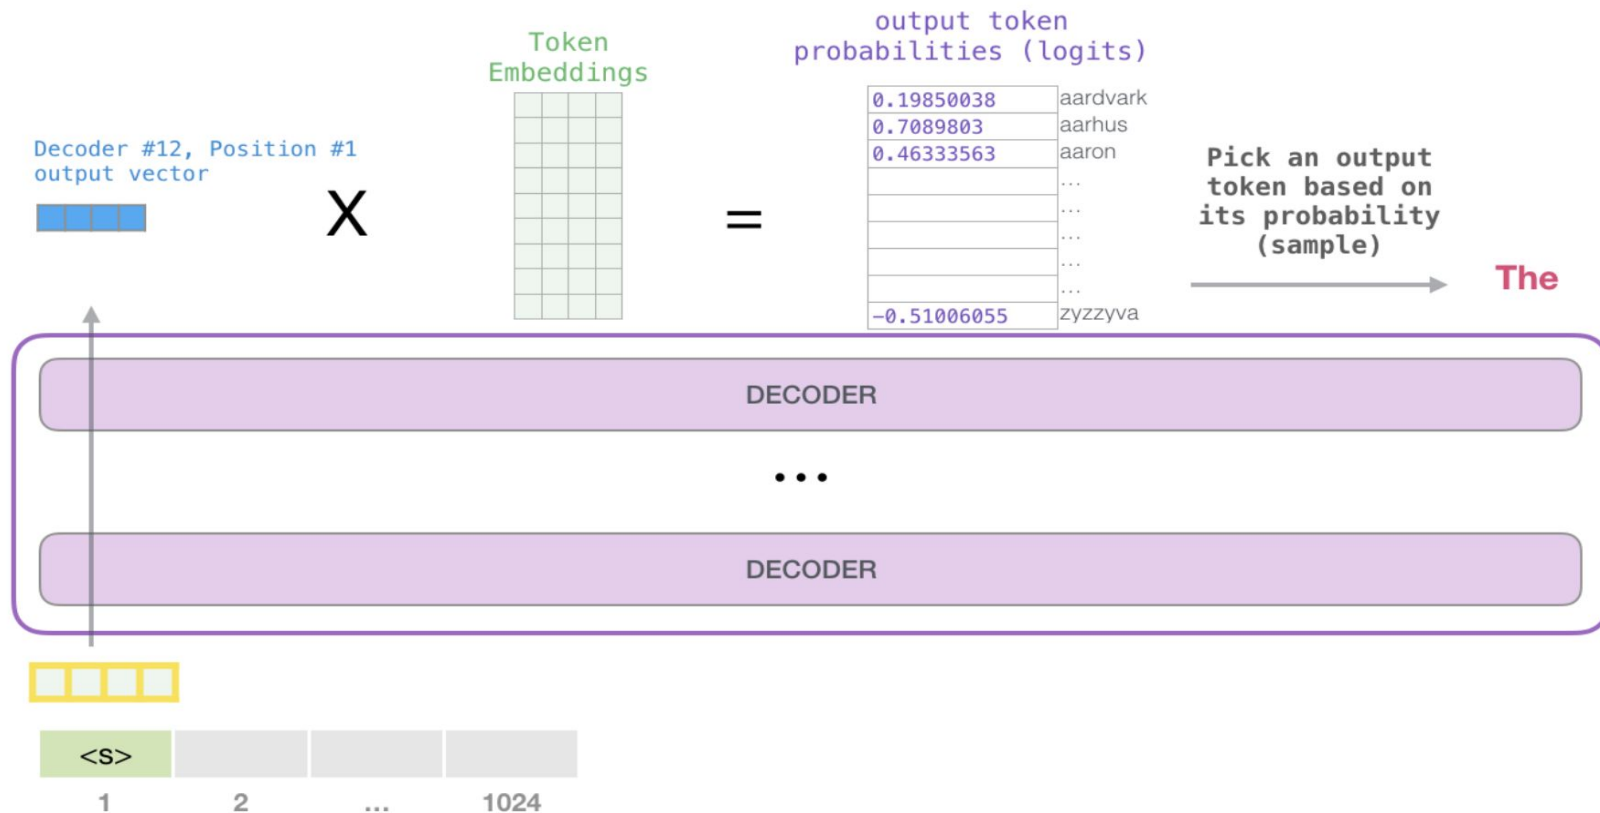 output token
probabilities (logits)
Token
Embeddings
0.19850038 aardvark
0.7089803 aarhus
0.46333563 aaron
...
...
...
...
...
-0.51006055 zyzzyva
Decoder #12, Position #1
output vector
X
=
Pick an output
token based on
its probability
(sample)
The
DECODER
...
DECODER
<s>
1 2 ... 1024